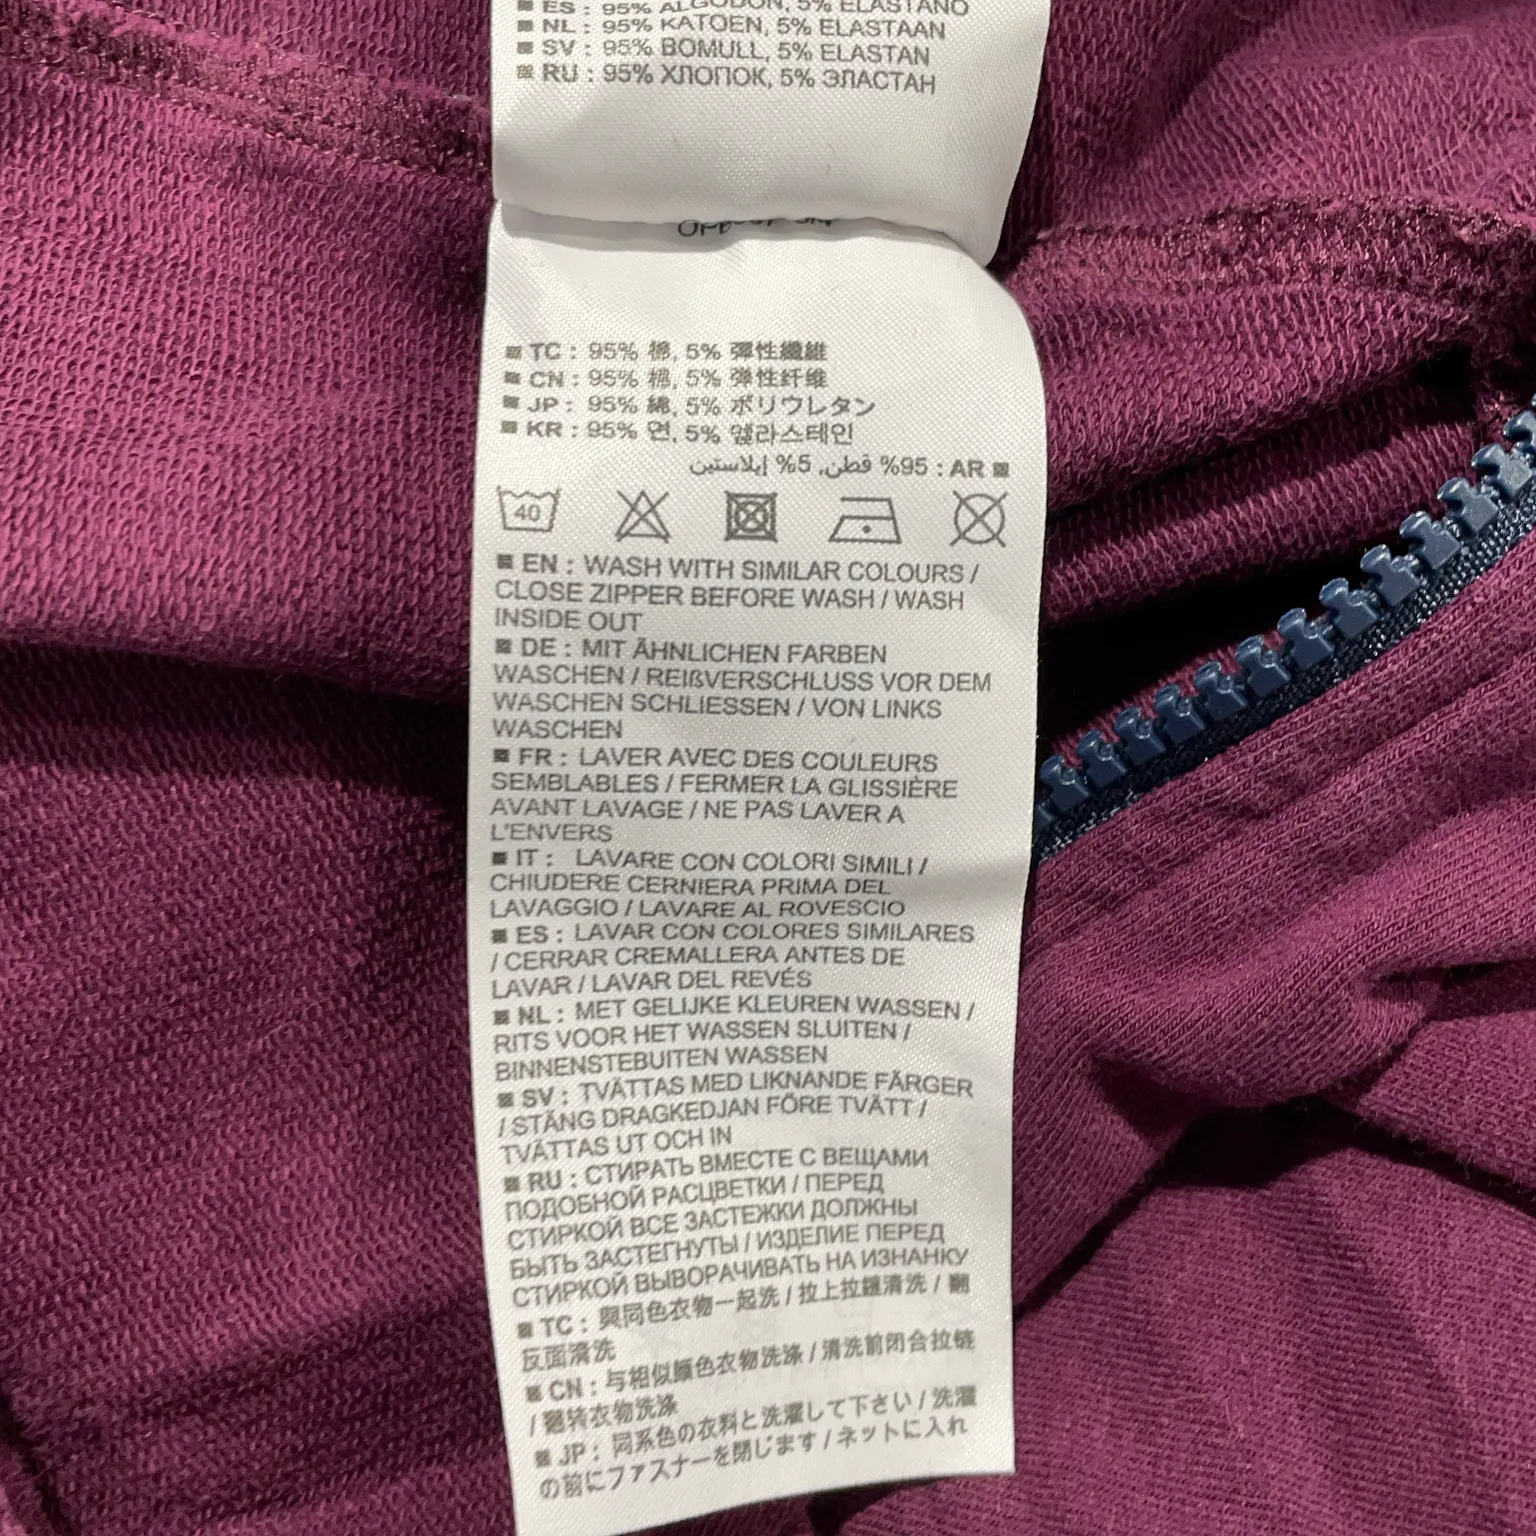 ES : 95% ALGODÓN, 5% ELASTANO
NL : 95% KATOEN, 5% ELASTAAN
SV : 95% BOMULL, 5% ELASTAN
RU : 95% ХЛОПОК, 5% ЭЛАСТАН
TC : 95% 棉, 5% 彈性纖維
CN : 95% 棉, 5% 弹性纤维
JP : 95% 綿, 5% ポリウレタン
KR : 95% 면, 5% 엘라스테인
AR : 95% قطن, 5% إيلاستين
40
EN : WASH WITH SIMILAR COLOURS /
CLOSE ZIPPER BEFORE WASH / WASH
INSIDE OUT
DE : MIT ÄHNLICHEN FARBEN
WASCHEN / REIßVERSCHLUSS VOR DEM
WASCHEN SCHLIESSEN / VON LINKS
WASCHEN
FR : LAVER AVEC DES COULEURS
SEMBLABLES / FERMER LA GLISSIÈRE
AVANT LAVAGE / NE PAS LAVER A
L'ENVERS
IT : LAVARE CON COLORI SIMILI /
CHIUDERE CERNIERA PRIMA DEL
LAVAGGIO / LAVARE AL ROVESCIO
ES : LAVAR CON COLORES SIMILARES
/ CERRAR CREMALLERA ANTES DE
LAVAR / LAVAR DEL REVÉS
NL : MET GELIJKE KLEUREN WASSEN /
RITS VOOR HET WASSEN SLUITEN /
BINNENSTEBUITEN WASSEN
SV : TVÄTTAS MED LIKNANDE FÄRGER
/ STÄNG DRAGKEDJAN FÖRE TVÄTT /
TVÄTTAS UT OCH IN
RU : СТИРАТЬ ВМЕСТЕ С ВЕЩАМИ
ПОДОБНОЙ РАСЦВЕТКИ / ПЕРЕД
СТИРКОЙ ВСЕ ЗАСТЕЖКИ ДОЛЖНЫ
БЫТЬ ЗАСТЕГНУТЫ / ИЗДЕЛИЕ ПЕРЕД
СТИРКОЙ ВЫВОРАЧИВАТЬ НА ИЗНАНКУ
TC : 與同色衣物一起洗 / 拉上拉鏈清洗 / 翻
反面清洗
CN : 与相似颜色衣物洗涤 / 清洗前闭合拉链
/ 翻转衣物洗涤
JP : 同系色の衣料と洗濯して下さい / 洗濯
の前にファスナーを閉じます / ネットに入れ